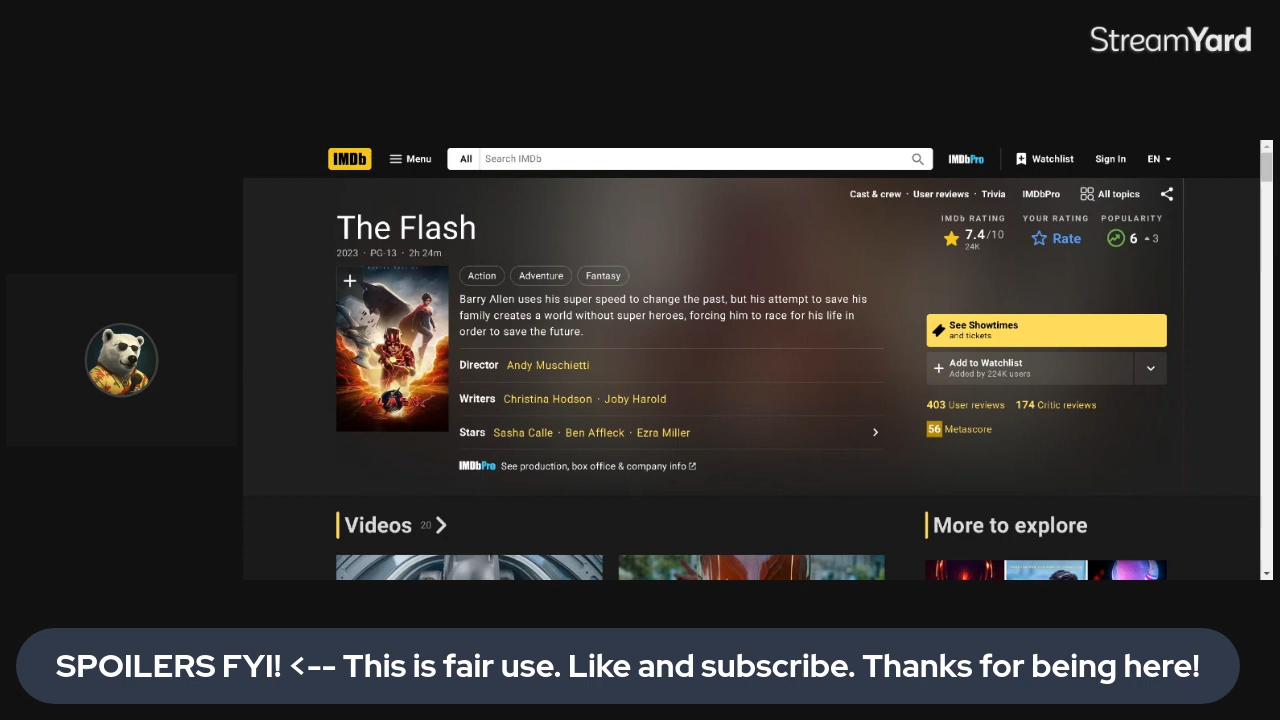 StreamYard
IMDb Menu All Search IMDb IMDbPro Watchlist Sign In EN
Cast & crew · User reviews · Trivia IMDbPro All topics
The Flash
2023 · PG-13 · 2h 24m
IMDb RATING YOUR RATING POPULARITY
7.4/10 Rate 6 3
24K
Action Adventure Fantasy
Barry Allen uses his super speed to change the past, but his attempt to save his
family creates a world without super heroes, forcing him to race for his life in
order to save the future.
Director Andy Muschietti
Writers Christina Hodson · Joby Harold
Stars Sasha Calle · Ben Affleck · Ezra Miller
IMDbPro See production, box office & company info
See Showtimes
and tickets
Add to Watchlist
Added by 224K users
403 User reviews 174 Critic reviews
56 Metascore
Videos 20
More to explore
SPOILERS FYI! <-- This is fair use. Like and subscribe. Thanks for being here!